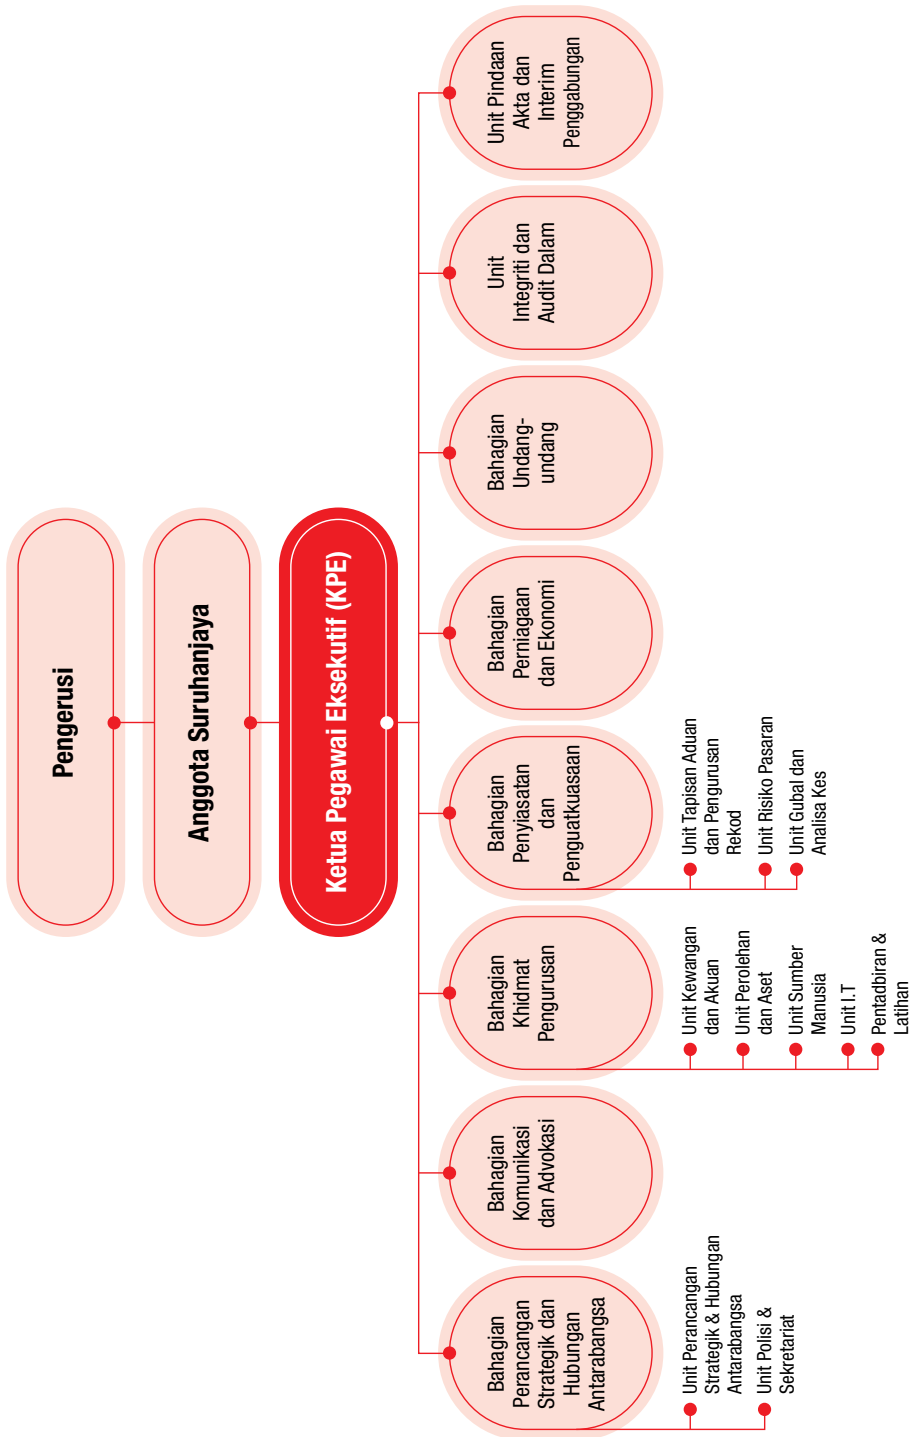 Pengerusi
Anggota Suruhanjaya
Ketua Pegawai Eksekutif (KPE)
Bahagian
Perancangan
Strategik dan
Hubungan
Antarabangsa
Unit Perancangan
Strategik & Hubungan
Antarabangsa
Unit Polisi &
Sekretariat
Bahagian
Komunikasi
dan Advokasi
Bahagian
Khidmat
Pengurusan
Unit Kewangan
dan Akuan
Unit Perolehan
dan Aset
Unit Sumber
Manusia
Unit I.T
Pentadbiran &
Latihan
Bahagian
Penyiasatan
dan
Penguatkuasaan
Unit Tapisan Aduan
dan Pengurusan
Rekod
Unit Risiko Pasaran
Unit Gubal dan
Analisa Kes
Bahagian
Perniagaan
dan Ekonomi
Bahagian
Undang-
undang
Unit
Integriti dan
Audit Dalam
Unit Pindaan
Akta dan
Interim
Penggabungan